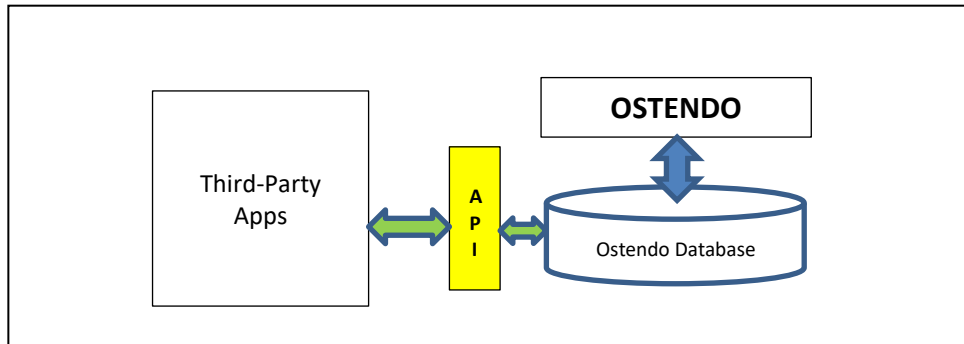 Third-Party
Apps
A
P
I
OSTENDO
Ostendo Database